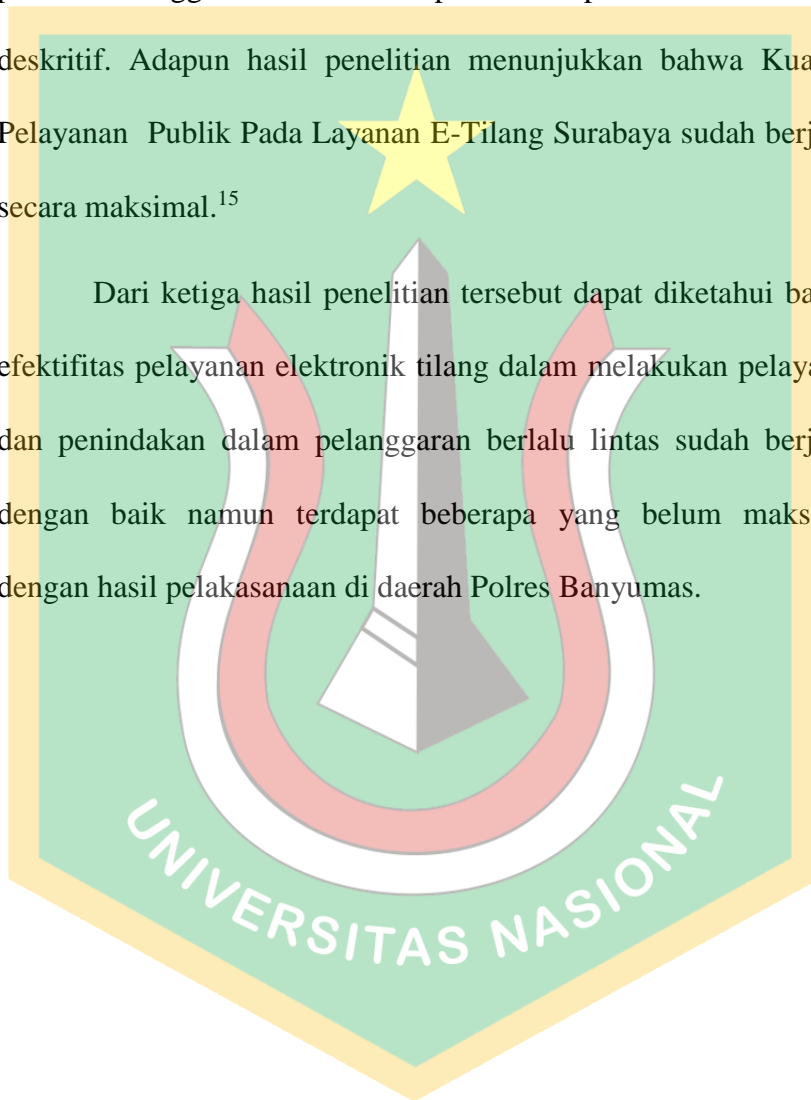 deskritif. Adapun hasil penelitian menunjukkan bahwa Kua
Pelayanan Publik Pada Layanan E-Tilang Surabaya sudah berj
secara maksimal.15
Dari ketiga hasil penelitian tersebut dapat diketahui ba
efektifitas pelayanan elektronik tilang dalam melakukan pelaya
dan penindakan dalam pelanggaran berlalu lintas sudah berj
dengan baik namun terdapat beberapa yang belum maks
dengan hasil pelakasanaan di daerah Polres Banyumas.
UNIVERSITAS NASIONAL